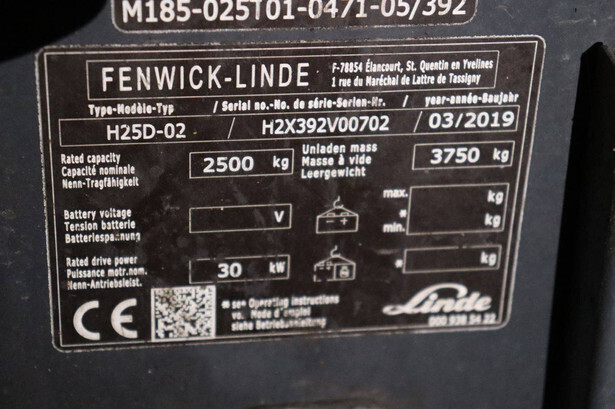 M185-025T01-0471-05/392
FENWICK-LINDE
F-78854 Élancourt, St. Quentin en Yvelines
1 rue du Maréchal de Lattre de Tassigny
Type-Modèle-Typ / Serial no.-No. de série-Serien-Nr. / year-année-Baujahr
H25D-02 / H2X392V00702 / 03/2019
Rated capacity
Capacité nominale
Nenn-Tragfähigkeit
2500 kg
Unladen mass
Masse à vide
Leergewicht
3750 kg
Battery voltage
Tension batterie
Batteriespannung
V
max. kg
*
min. kg
Rated drive power
Puissance motr.nom.
Nenn-Antriebsleist.
30 kW
* kg
CE
* see Operating instructions
vo. Mode d'emploi
siehe Betriebsanleitung
Linde
000 938 54 22